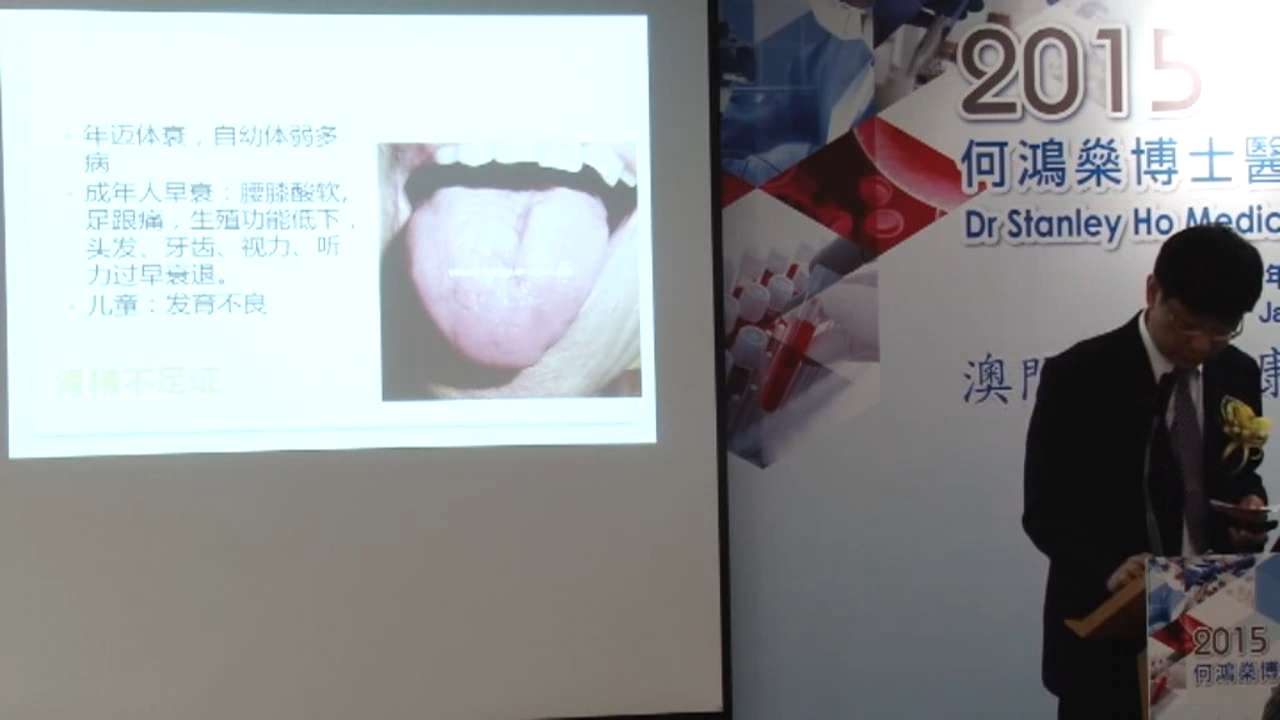 年迈体衰，自幼体弱多
病
成年人早衰：腰膝酸软,
足跟痛，生殖功能低下，
头发、牙齿、视力、听
力过早衰退。
儿童：发育不良
肾精不足证
2015
何鴻燊博士醫
Dr Stanley Ho Medic
年
Ja
澳門
康
2015
何鴻燊博